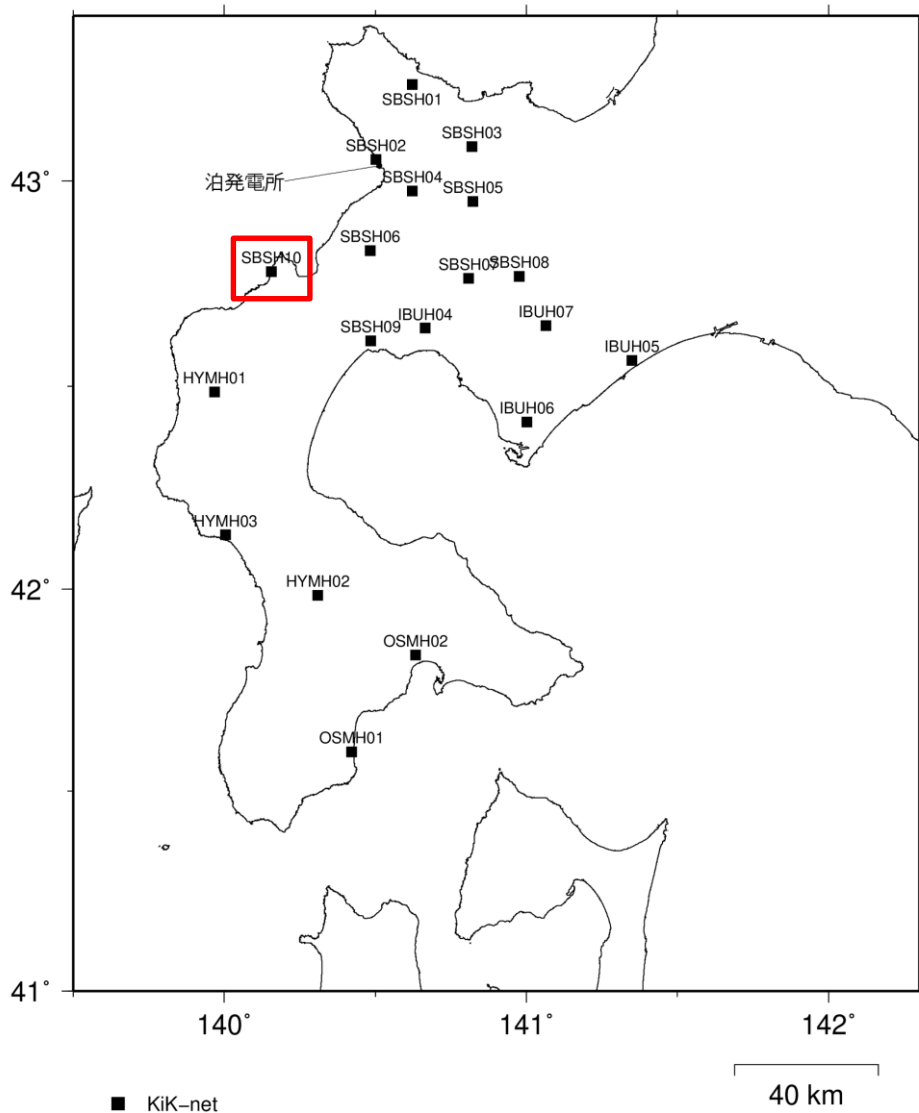 SBSH01
SBSH03
SBSH02
43°
泊発電所
SBSH04
SBSH05
SBSH06
SBSH10
SBSH07
SBSH08
IBUH04
IBUH07
SBSH09
IBUH05
HYMH01
IBUH06
HYMH03
42°
HYMH02
OSMH02
OSMH01
41°
140°
141°
142°
40 km
KiK-net